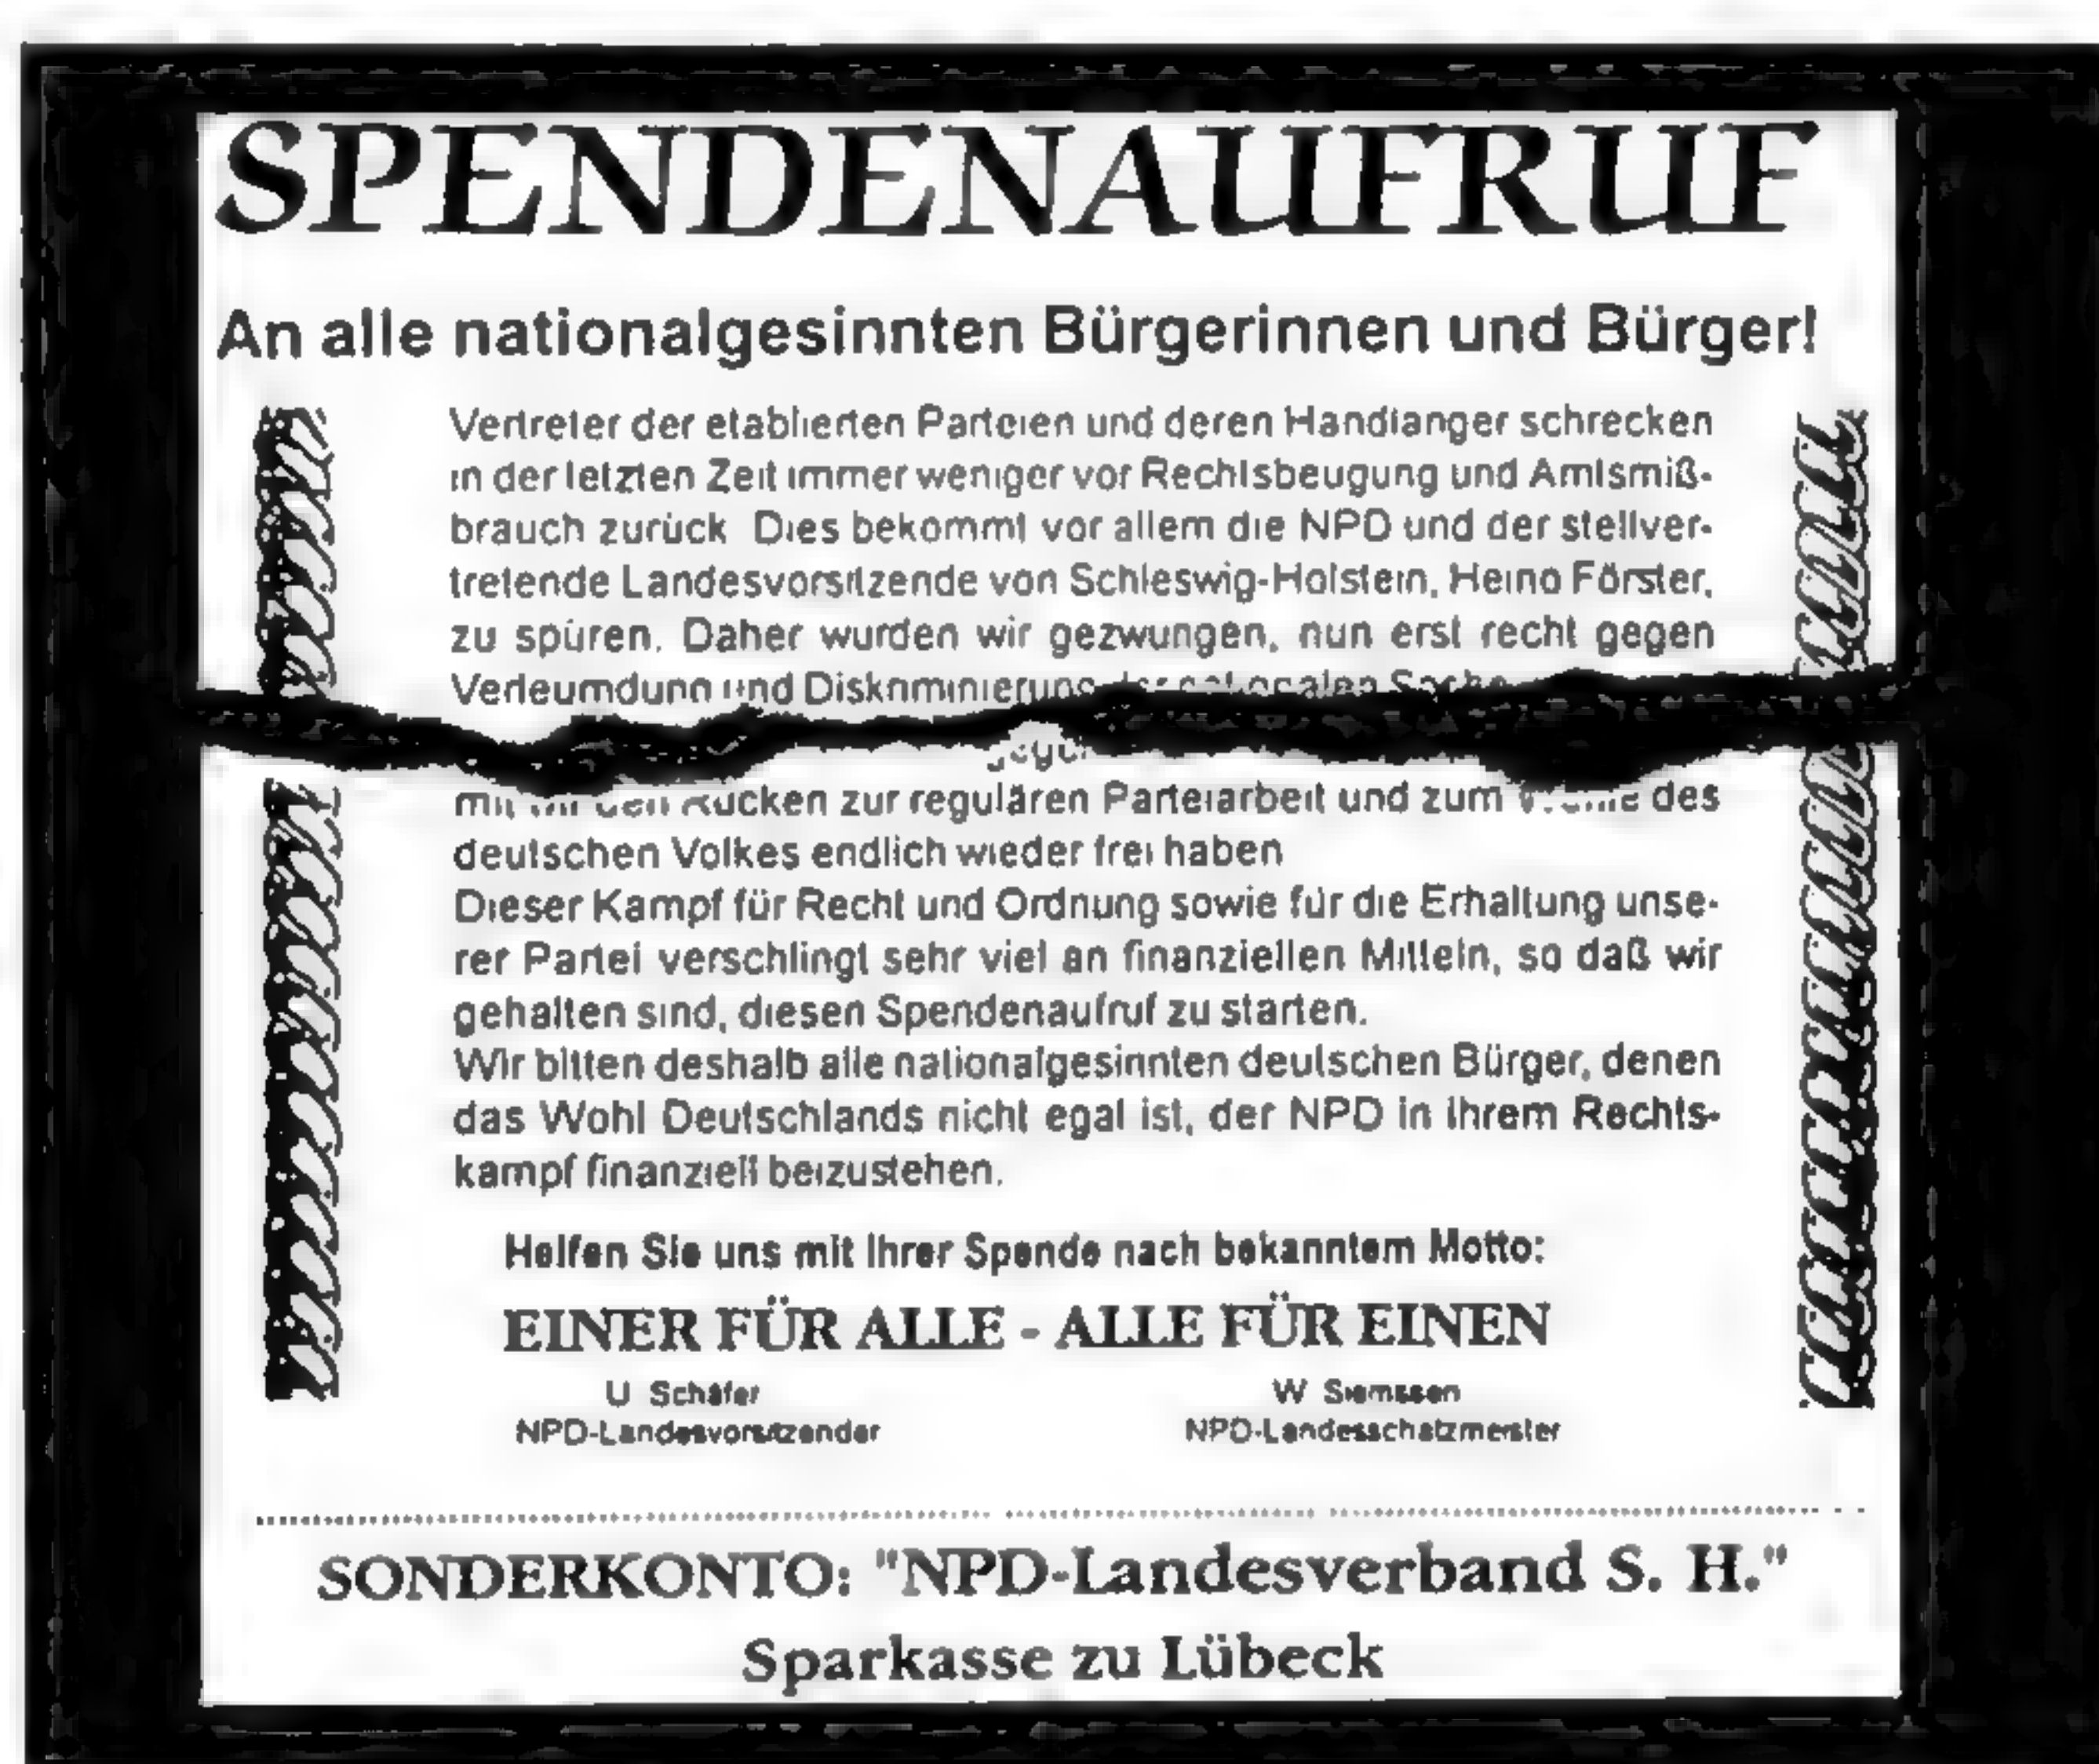 SPENDENAUFRUF
An alle nationalgesinnten Bürgerinnen und Bürger!
Vertreter der etablierten Parteien und deren Handlanger schrecken
in der letzten Zeit immer weniger vor Rechtsbeugung und Amtsmiß-
brauch zurück Dies bekommt vor allem die NPD und der stellver-
tretende Landesvorsitzende von Schleswig-Holstein, Heino Förster,
zu spüren. Daher wurden wir gezwungen, nun erst recht gegen
Verleumdung und Diskriminierung der nationalen Sache
mit wir den Rücken zur regulären Parteiarbeit und zum Wohle des
deutschen Volkes endlich wieder frei haben
Dieser Kampf für Recht und Ordnung sowie für die Erhaltung unse-
rer Partei verschlingt sehr viel an finanziellen Mitteln, so daß wir
gehalten sind, diesen Spendenaufruf zu starten.
Wir bitten deshalb alle nationalgesinnten deutschen Bürger, denen
das Wohl Deutschlands nicht egal ist, der NPD in ihrem Rechts-
kampf finanziell beizustehen.
Helfen Sie uns mit Ihrer Spende nach bekanntem Motto:
EINER FÜR ALLE - ALLE FÜR EINEN
U Schäfer W Siemssen
NPD-Landesvorsitzender NPD-Landesschatzmeister
SONDERKONTO: "NPD-Landesverband S. H."
Sparkasse zu Lübeck